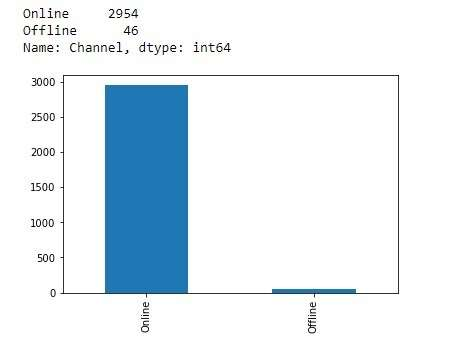 Online 2954
Offline 46
Name: Channel, dtype: int64
3000
2500
2000
1500
1000
500
0
Online
Offline